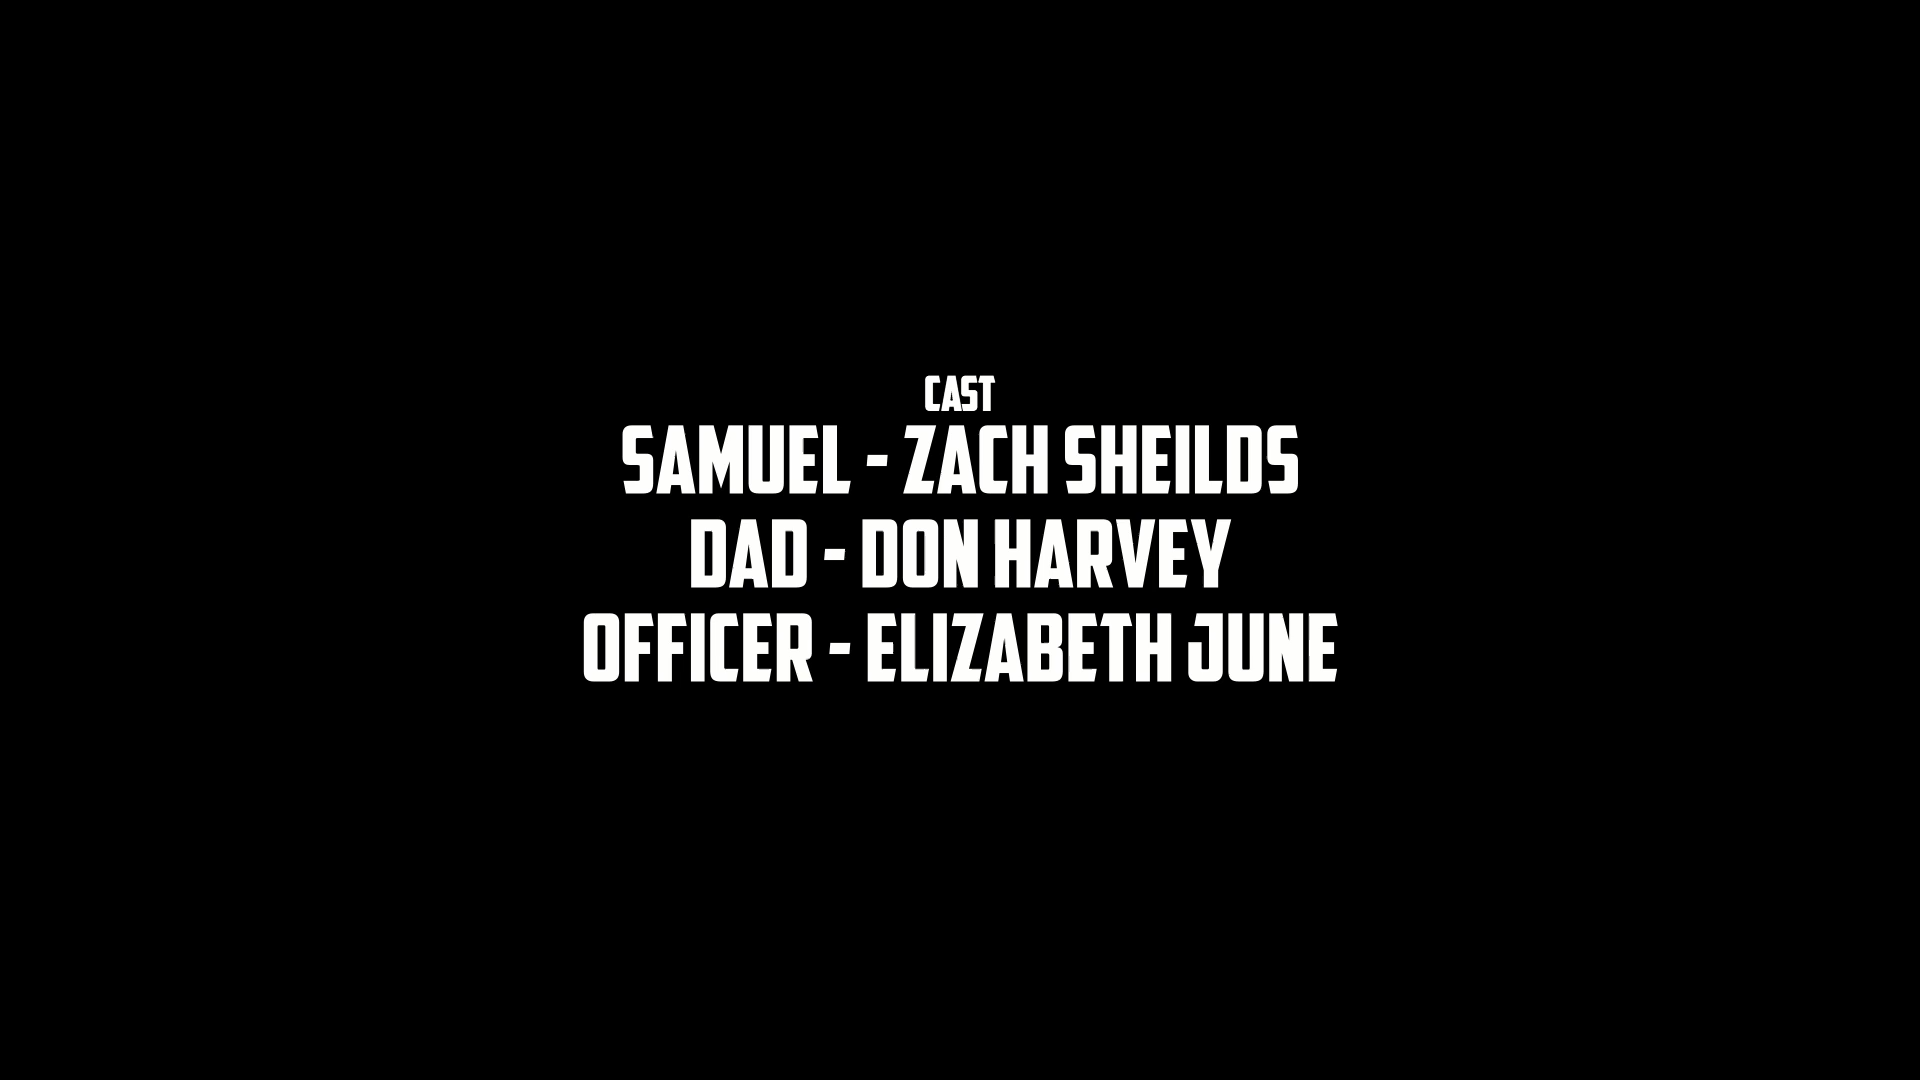 CAST
SAMUEL - ZACH SHEILDS
DAD - DON HARVEY
OFFICER - ELIZABETH JUNE